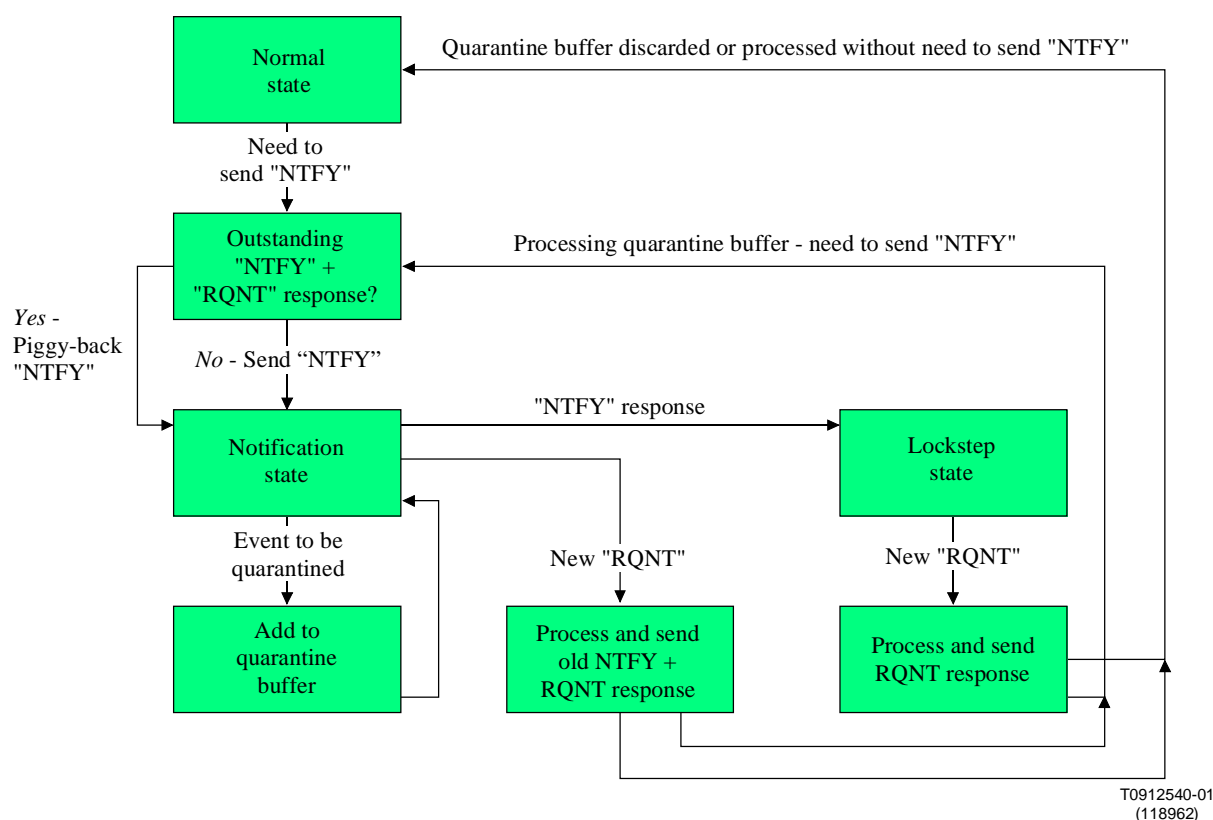 Normal
state
Quarantine buffer discarded or processed without need to send "NTFY"
Need to
send "NTFY"
Outstanding
"NTFY" +
"RQNT" response?
Processing quarantine buffer - need to send "NTFY"
Yes -
Piggy-back
"NTFY"
No - Send “NTFY”
"NTFY" response
Notification
state
Lockstep
state
Event to be
quarantined
New "RQNT"
New "RQNT"
Add to
quarantine
buffer
Process and send
old NTFY +
RQNT response
Process and send
RQNT response
T0912540-01
(118962)